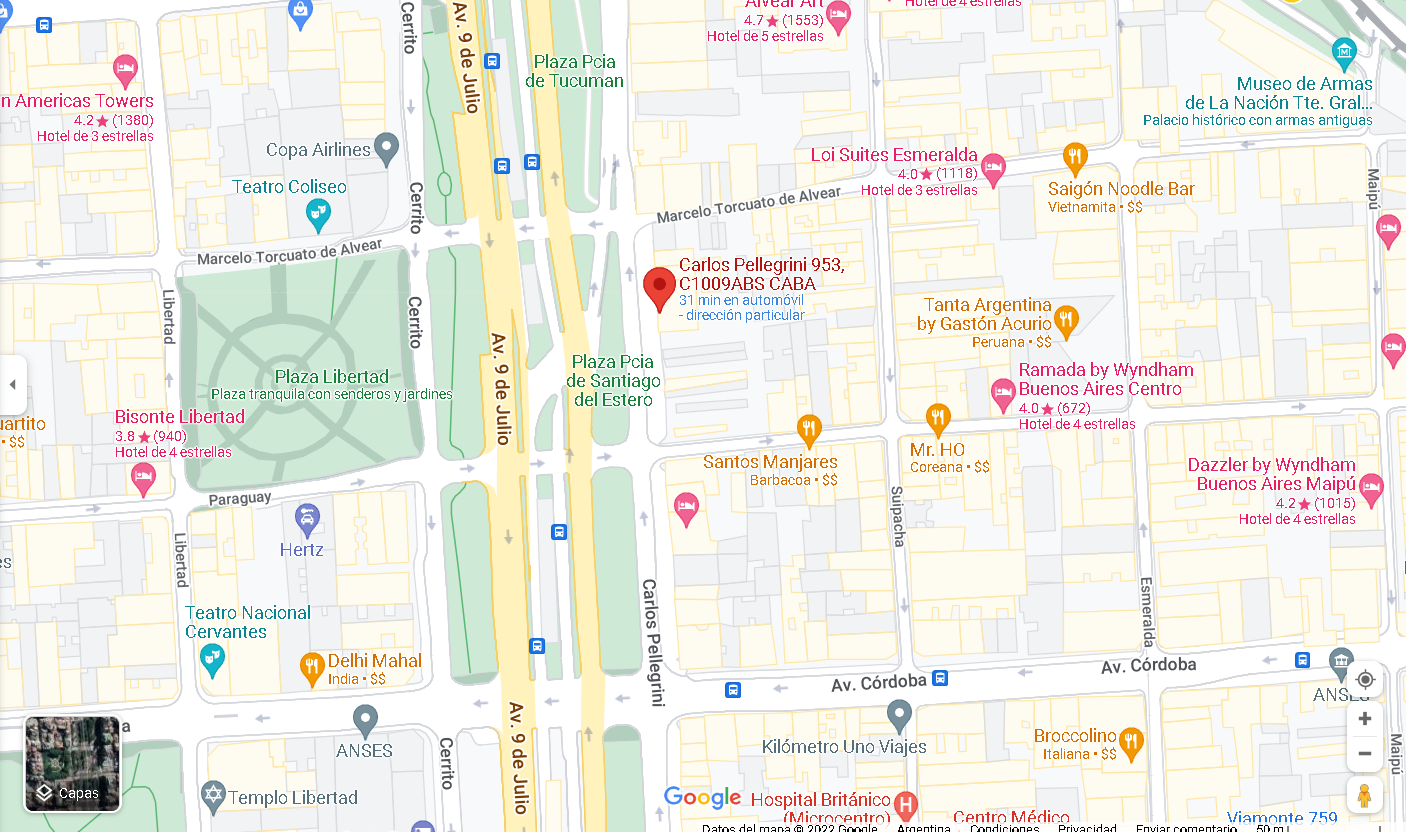 Alvear Art
4.7★(1553)
Hotel de 5 estrellas
Hotel de 4 estrellas
Cerrito
Av. 9 de Julio
Plaza Pcia
de Tucuman
Museo de Armas
de La Nación Tte. Gral...
Palacio histórico con armas antiguas
n Americas Towers
4.2★(1380)
Hotel de 3 estrellas
Copa Airlines
Teatro Coliseo
Cerrito
Loi Suites Esmeralda
4.0★(1118)
Hotel de 3 estrellas
Saigón Noodle Bar
Vietnamita • $$
Maipú
Marcelo Torcuato de Alvear
Marcelo Torcuato de Alvear
Carlos Pellegrini 953,
C1009ABS CABA
31 min en automóvil
- dirección particular
Libertad
Cerrito
Av. 9 de Julio
Tanta Argentina
by Gastón Acurio
Peruana • $$
Plaza Pcia
de Santiago
del Estero
Plaza Libertad
Plaza tranquila con senderos y jardines
Ramada by Wyndham
Buenos Aires Centro
4.0★(672)
Hotel de 4 estrellas
uartito
• $$
Bisonte Libertad
3.8★(940)
Hotel de 4 estrellas
Santos Manjares
Barbacoa • $$
Mr. HO
Coreana • $$
Dazzler by Wyndham
Buenos Aires Maipú
4.2★(1015)
Hotel de 4 estrellas
Paraguay
Suipacha
Hertz
Libertad
es
Esmeralda
Carlos Pellegrini
Teatro Nacional
Cervantes
Delhi Mahal
India • $$
Av. Córdoba
Av. Córdoba
ANSES
a
ANSES
Cerrito
Av. 9 de Julio
Kilómetro Uno Viajes
Broccolino
Italiana • $$
Maipú
Capas
Templo Libertad
Google
Hospital Británico
(Microcentro)
H
Centro Médico
Viamonte 759
Datos del mapa © 2022 Google
Argentina
Condiciones
Privacidad
Enviar comentario
50 m